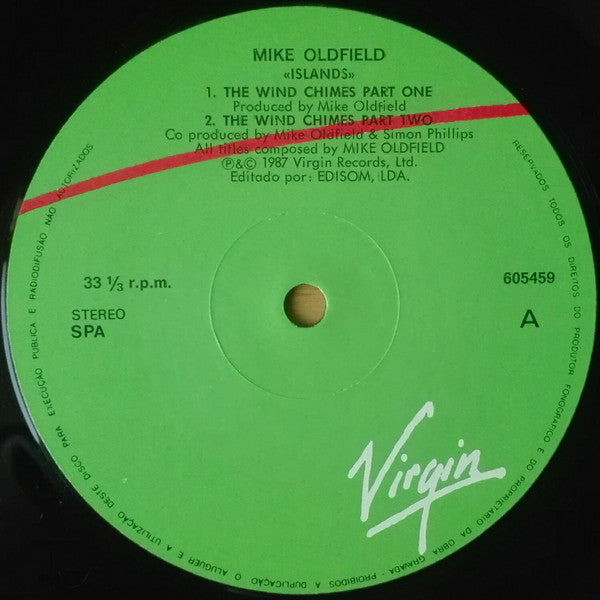 MIKE OLDFIELD
«ISLANDS»
1. THE WIND CHIMES PART ONE
Produced by Mike Oldfield
2. THE WIND CHIMES PART TWO
Co produced by Mike Oldfield & Simon Phillips
All titles composed by MIKE OLDFIELD
℗&© 1987 Virgin Records, Ltd.
Editado por: EDISOM, LDA.
33 ⅓ r.p.m.
605459
STEREO
SPA
A
Virgin
RESERVADOS TODOS OS DIREITOS DO PRODUTOR FONOGRAFICO E DO PROPRIETARIO DA OBRA GRAVADA - PROIBIDOS A DUPLICAÇÃO O ALUGUER E A UTILIZAÇÃO DESTE DISCO PARA EXECUÇÃO PUBLICA E RADIODIFUSÃO NÃO AUTORIZADOS